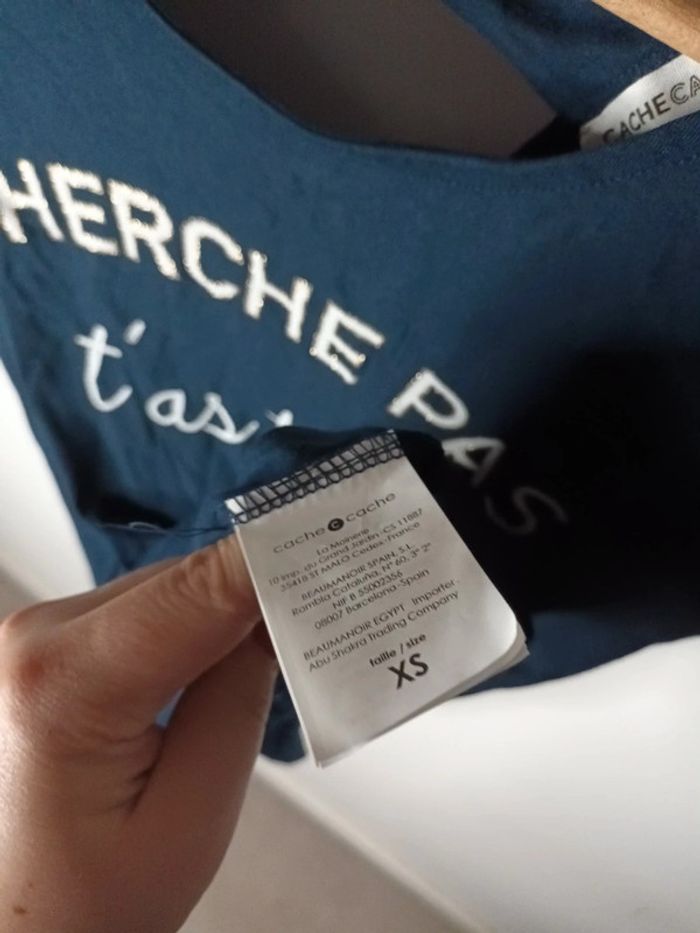 CACHECA
HERCHE PAS
t'as
cache c cache
La Moinerie
10 Imp. du Grand Jardin-CS 11887
35418 ST MALO Cedex-France
BEAUMANOIR SPAIN, S.L.
Rambla Cataluña, N° 60, 3° 2°
NIF B 55002356
08007 Barcelona-Spain
BEAUMANOIR EGYPT Importer.
Abu Shakra Trading Company
taille / size
XS